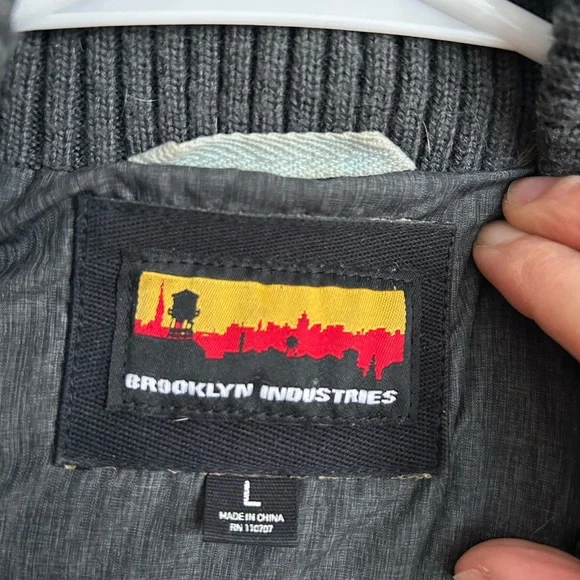 BROOKLYN INDUSTRIES
L
MADE IN CHINA
RN 110707